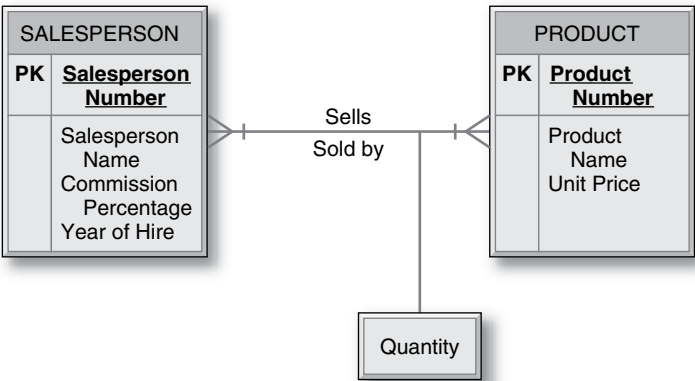 SALESPERSON
PK Salesperson
Number
Salesperson
Name
Commission
Percentage
Year of Hire
Sells
Sold by
PRODUCT
PK Product
Number
Product
Name
Unit Price
Quantity